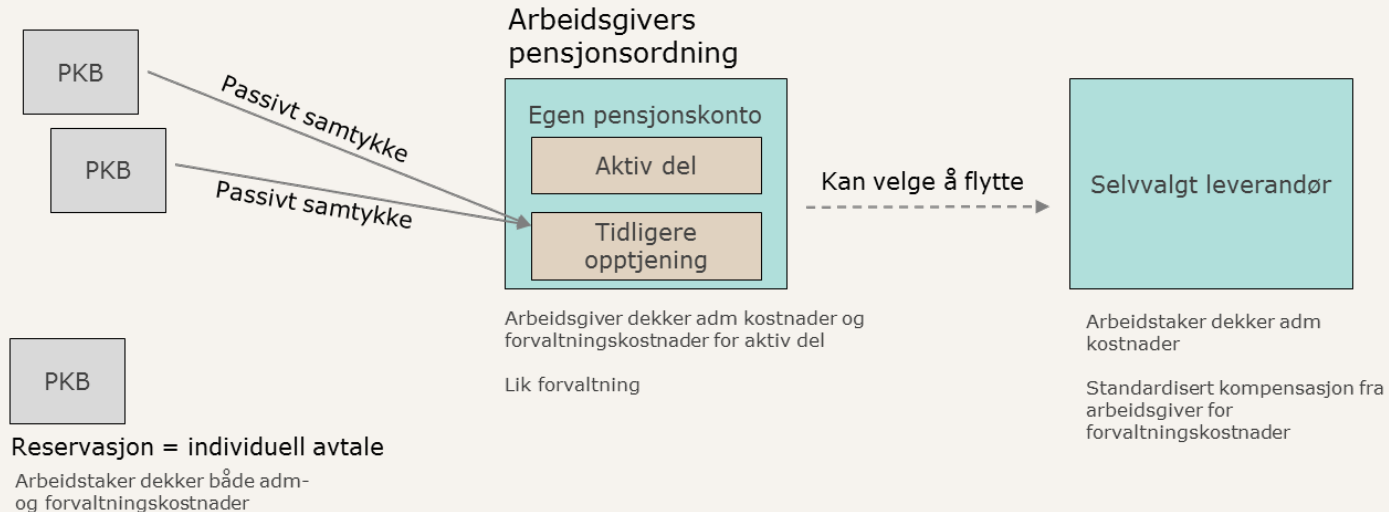 Arbeidsgivers
pensjonsordning
PKB
Passivt samtykke
PKB
Passivt samtykke
Egen pensjonskonto
Aktiv del
Tidligere
opptjening
Kan velge å flytte
Selvvalgt leverandør
Arbeidsgiver dekker adm kostnader og
forvaltningskostnader for aktiv del
Lik forvaltning
Arbeidstaker dekker adm
kostnader
Standardisert kompensasjon fra
arbeidsgiver for
forvaltningskostnader
PKB
Reservasjon = individuell avtale
Arbeidstaker dekker både adm-
og forvaltningskostnader